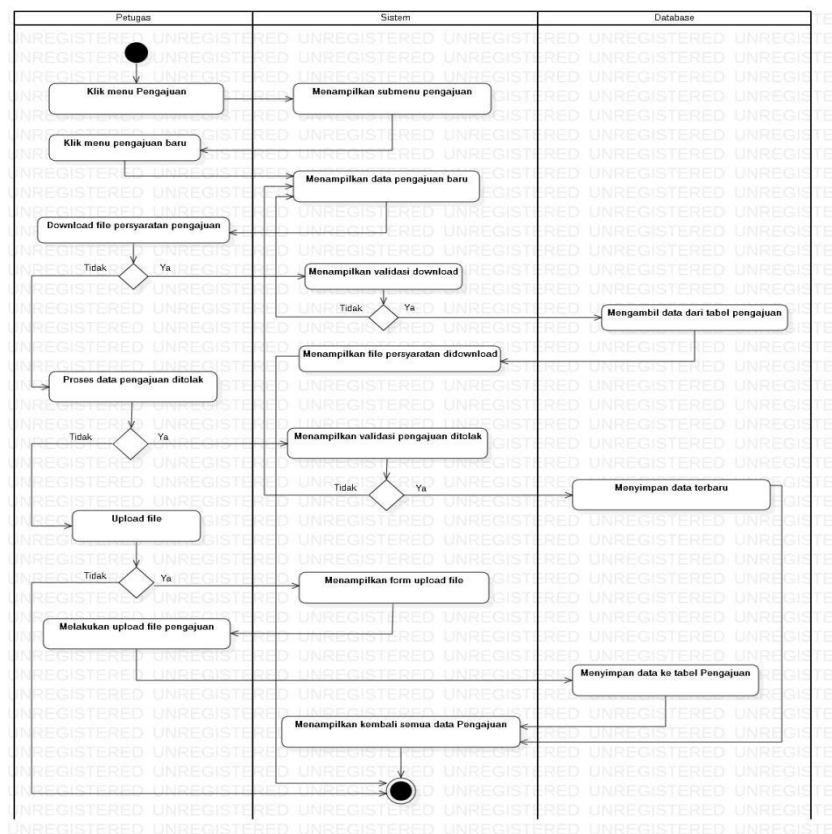 Petugas
Sistem
Database
Klik menu Pengajuan
Menampilkan submenu pengajuan
Klik menu pengajuan baru
Menampilkan data pengajuan baru
Download file persyaratan pengajuan
Tidak
Ya
Menampilkan validasi download
Tidak
Ya
Mengambil data dari tabel pengajuan
Menampilkan file persyaratan didownload
Proses data pengajuan ditolak
Tidak
Ya
Menampilkan validasi pengajuan ditolak
Tidak
Ya
Menyimpan data terbaru
Upload file
Tidak
Ya
Menampilkan form upload file
Melakukan upload file pengajuan
Menyimpan data ke tabel Pengajuan
Menampilkan kembali semua data Pengajuan
UNREGISTERED